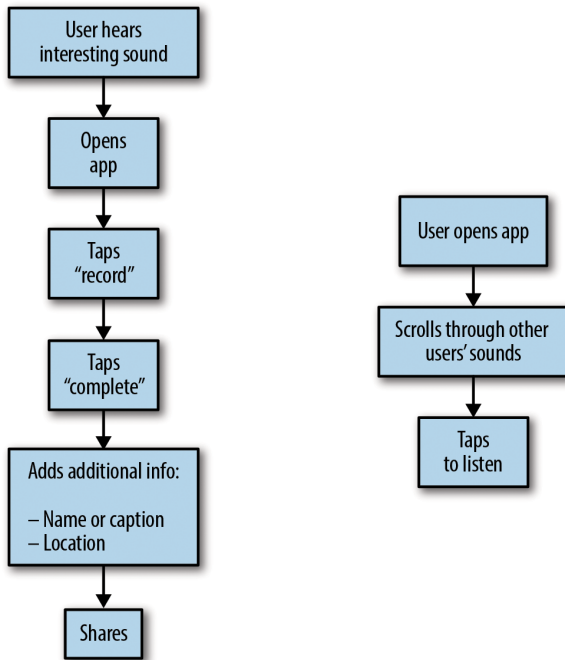 User hears
interesting sound
Opens
app
Taps
“record”
Taps
“complete”
Adds additional info:
– Name or caption
– Location
Shares
User opens app
Scrolls through other
users’ sounds
Taps
to listen